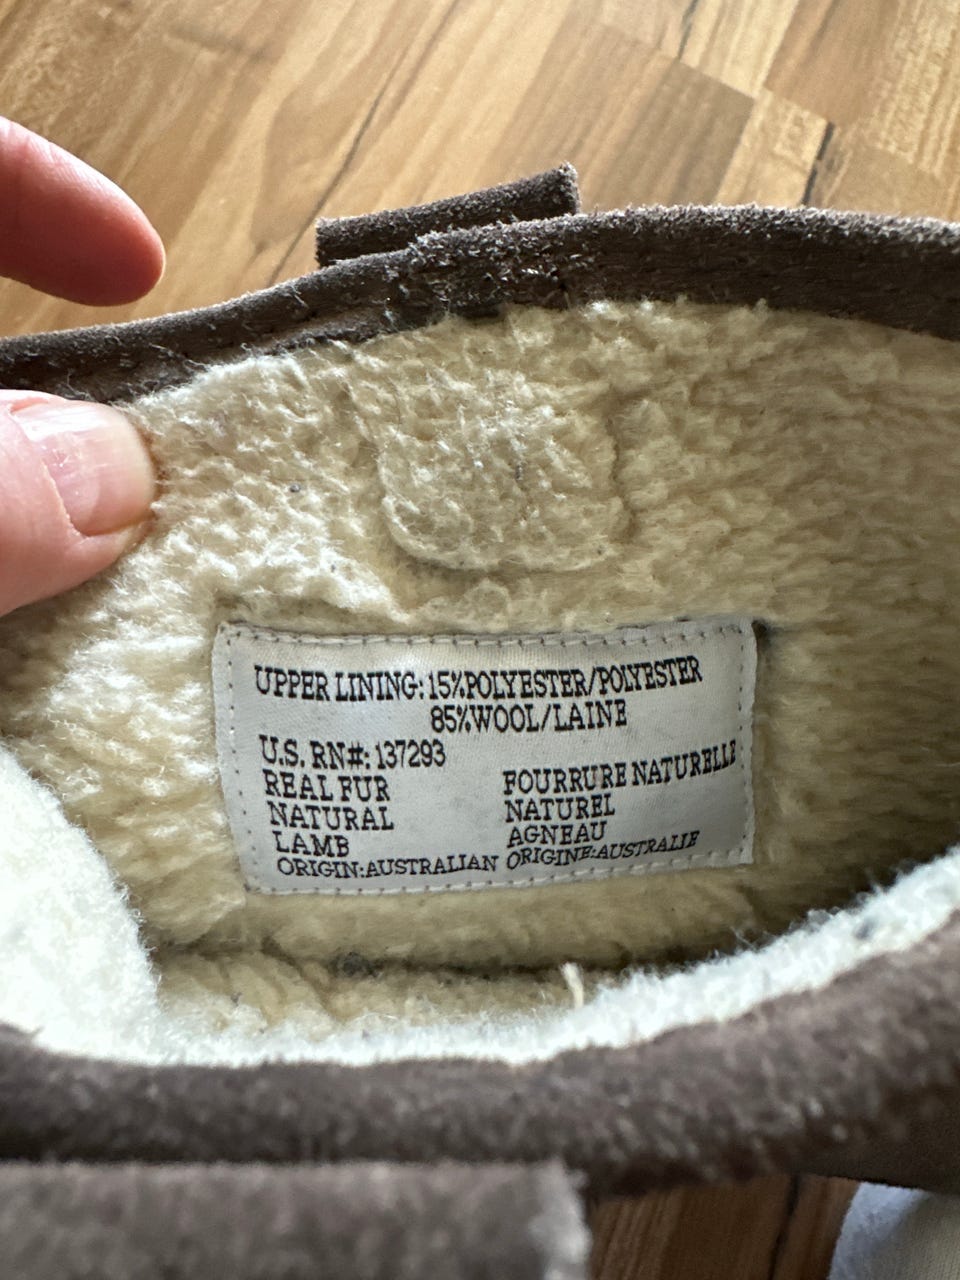 UPPER LINING: 15%POLYESTER/POLYESTER
85%WOOL/LAINE
U.S. RN#: 137293
REAL FUR FOURRURE NATURELLE
NATURAL NATUREL
LAMB AGNEAU
ORIGIN:AUSTRALIAN ORIGINE:AUSTRALIE